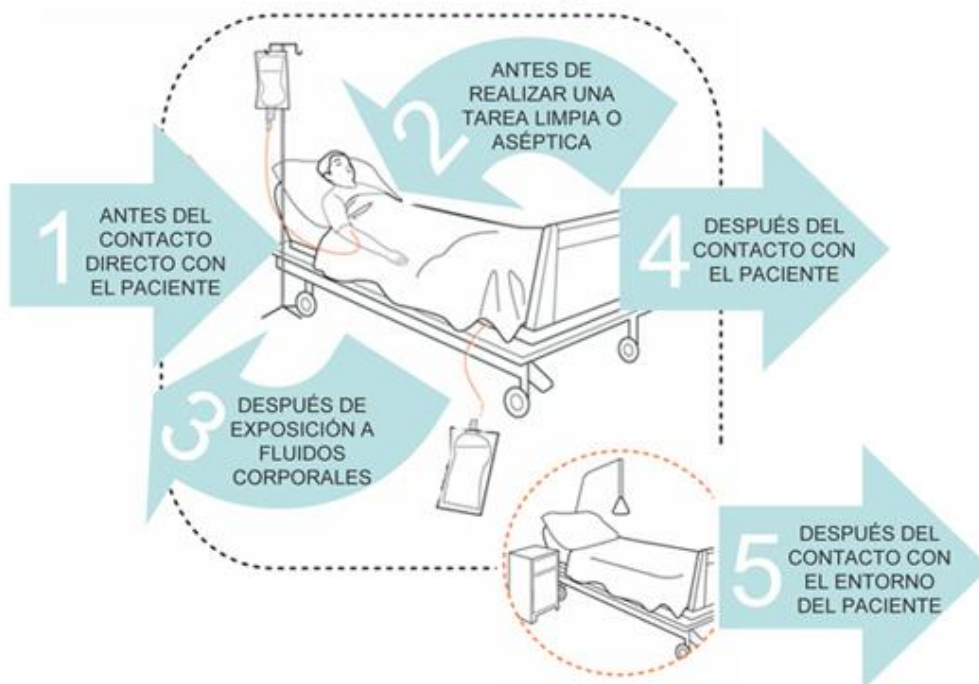 1
ANTES DEL
CONTACTO
DIRECTO CON
EL PACIENTE
2
ANTES DE
REALIZAR UNA
TAREA LIMPIA O
ASÉPTICA
3
DESPUÉS DE
EXPOSICIÓN A
FLUIDOS
CORPORALES
4
DESPUÉS DEL
CONTACTO CON
EL PACIENTE
5
DESPUÉS DEL
CONTACTO CON
EL ENTORNO
DEL PACIENTE